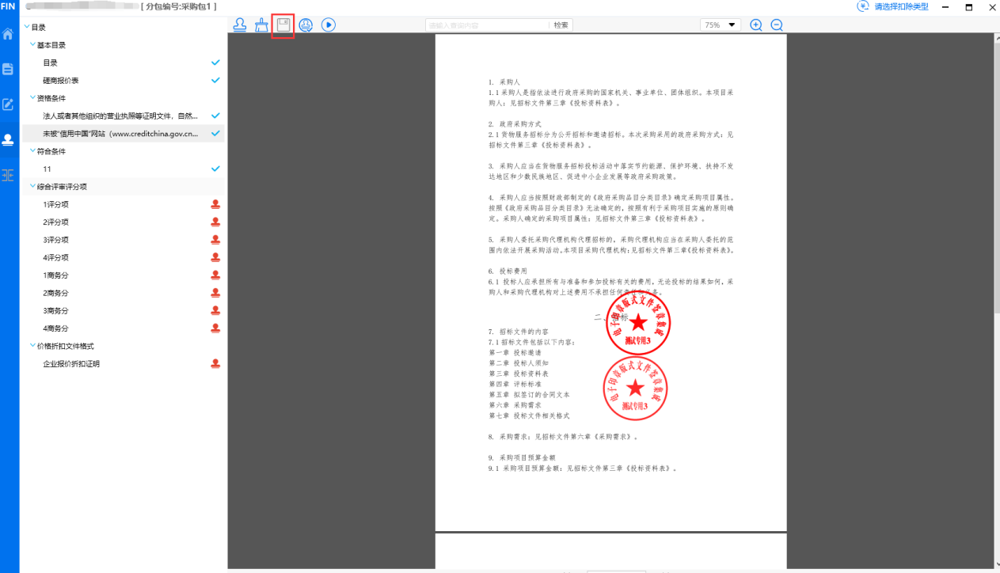 FIN
[ 分包编号:采购包1 ]
请选择扣除类型
目录
基本目录
目录
磋商报价表
资格条件
法人或者其他组织的营业执照等证明文件，自然...
未被"信用中国"网站（www.creditchina.gov.cn...
符合条件
11
综合评审评分项
1评分项
2评分项
3评分项
4评分项
1商务分
2商务分
3商务分
4商务分
价格折扣文件格式
企业报价折扣证明
请输入查询内容
检索
75%
1. 采购人
1.1 采购人是指依法进行政府采购的国家机关、事业单位、团体组织。本项目采
购人：见招标文件第三章《投标资料表》。
2. 政府采购方式
2.1 货物服务招标分为公开招标和邀请招标。本次采购采用的政府采购方式：见
招标文件第三章《投标资料表》。
3. 采购人应当在货物服务招标投标活动中落实节约能源、保护环境、扶持不发
达地区和少数民族地区、促进中小企业发展等政府采购政策。
4. 采购人应当按照财政部制定的《政府采购品目分类目录》确定采购项目属性。
按照《政府采购品目分类目录》无法确定的，按照有利于采购项目实施的原则确
定。采购人确定的采购项目属性：见招标文件第三章《投标资料表》。
5. 采购人委托采购代理机构代理招标的，采购代理机构应当在采购人委托的范
围内依法开展采购活动。本项目采购代理机构：见招标文件第三章《投标资料表》。
6. 投标费用
6.1 投标人应承担所有与准备和参加投标有关的费用，无论投标的结果如何，采
购人和采购代理机构对上述费用不承担任何责任和义务。
二、 标
7. 招标文件的内容
7.1 招标文件包括以下内容：
第一章 投标邀请
第二章 投标人须知
第三章 投标资料表
第四章 评标标准
第五章 拟签订的合同文本
第六章 采购需求
第七章 投标文件相关格式
电子印章版式文件签章集成
测试专用3
电子印章版式文件签章集成
测试专用3
8. 采购需求：见招标文件第六章《采购需求》。
9. 采购项目预算金额
9.1 采购项目预算金额：见招标文件第三章《投标资料表》。